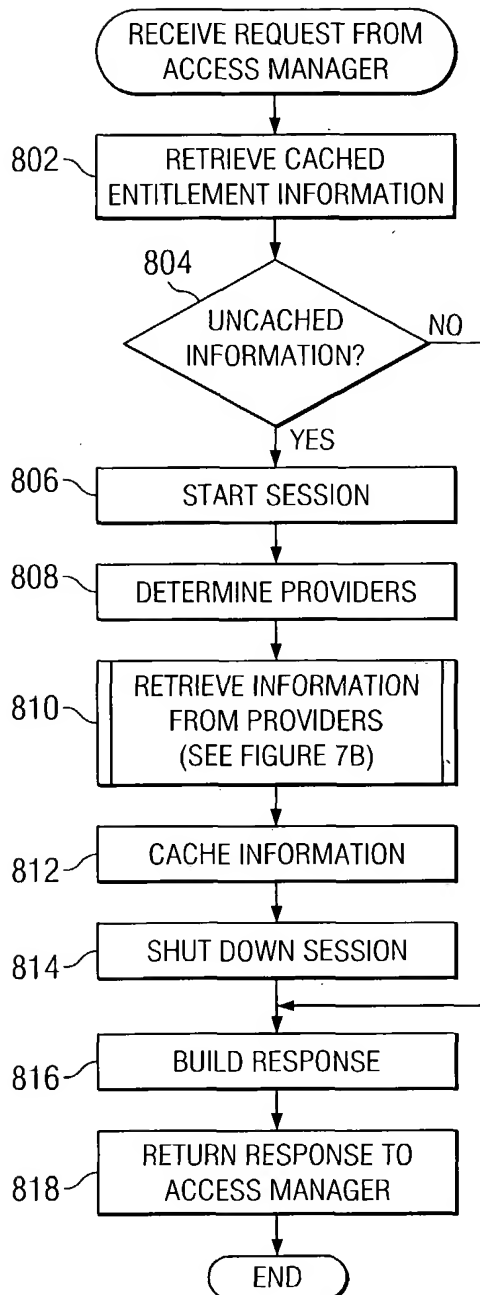 RECEIVE REQUEST FROM
ACCESS MANAGER
802
RETRIEVE CACHED
ENTITLEMENT INFORMATION
804
UNCACHED
INFORMATION?
NO
YES
806
START SESSION
808
DETERMINE PROVIDERS
810
RETRIEVE INFORMATION
FROM PROVIDERS
(SEE FIGURE 7B)
812
CACHE INFORMATION
814
SHUT DOWN SESSION
816
BUILD RESPONSE
818
RETURN RESPONSE TO
ACCESS MANAGER
END